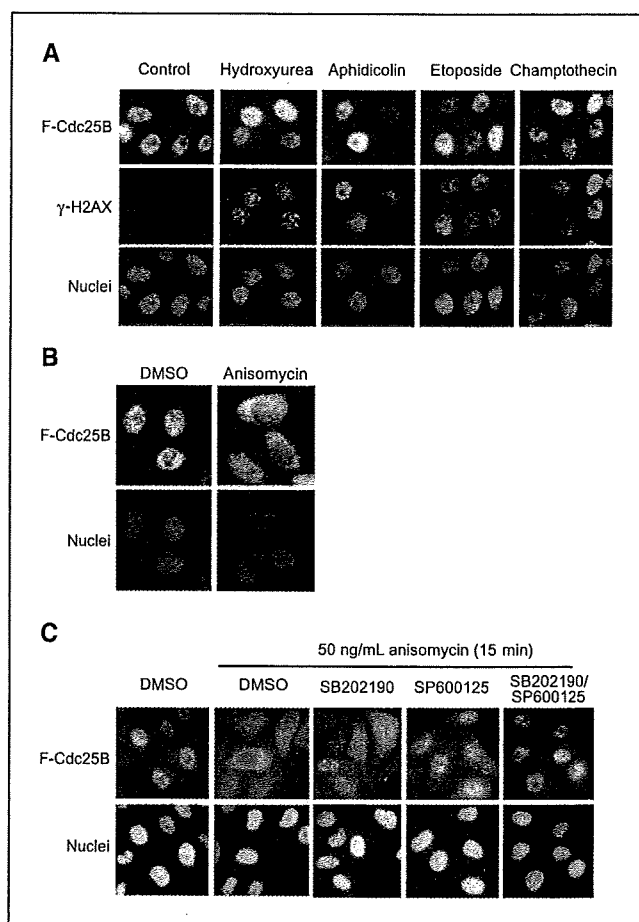 A
Control Hydroxyurea Aphidicolin Etoposide Champtothecin
F-Cdc25B
γ-H2AX
Nuclei
B
DMSO Anisomycin
F-Cdc25B
Nuclei
C
50 ng/mL anisomycin (15 min)
DMSO DMSO SB202190 SP600125 SB202190/
SP600125
F-Cdc25B
Nuclei